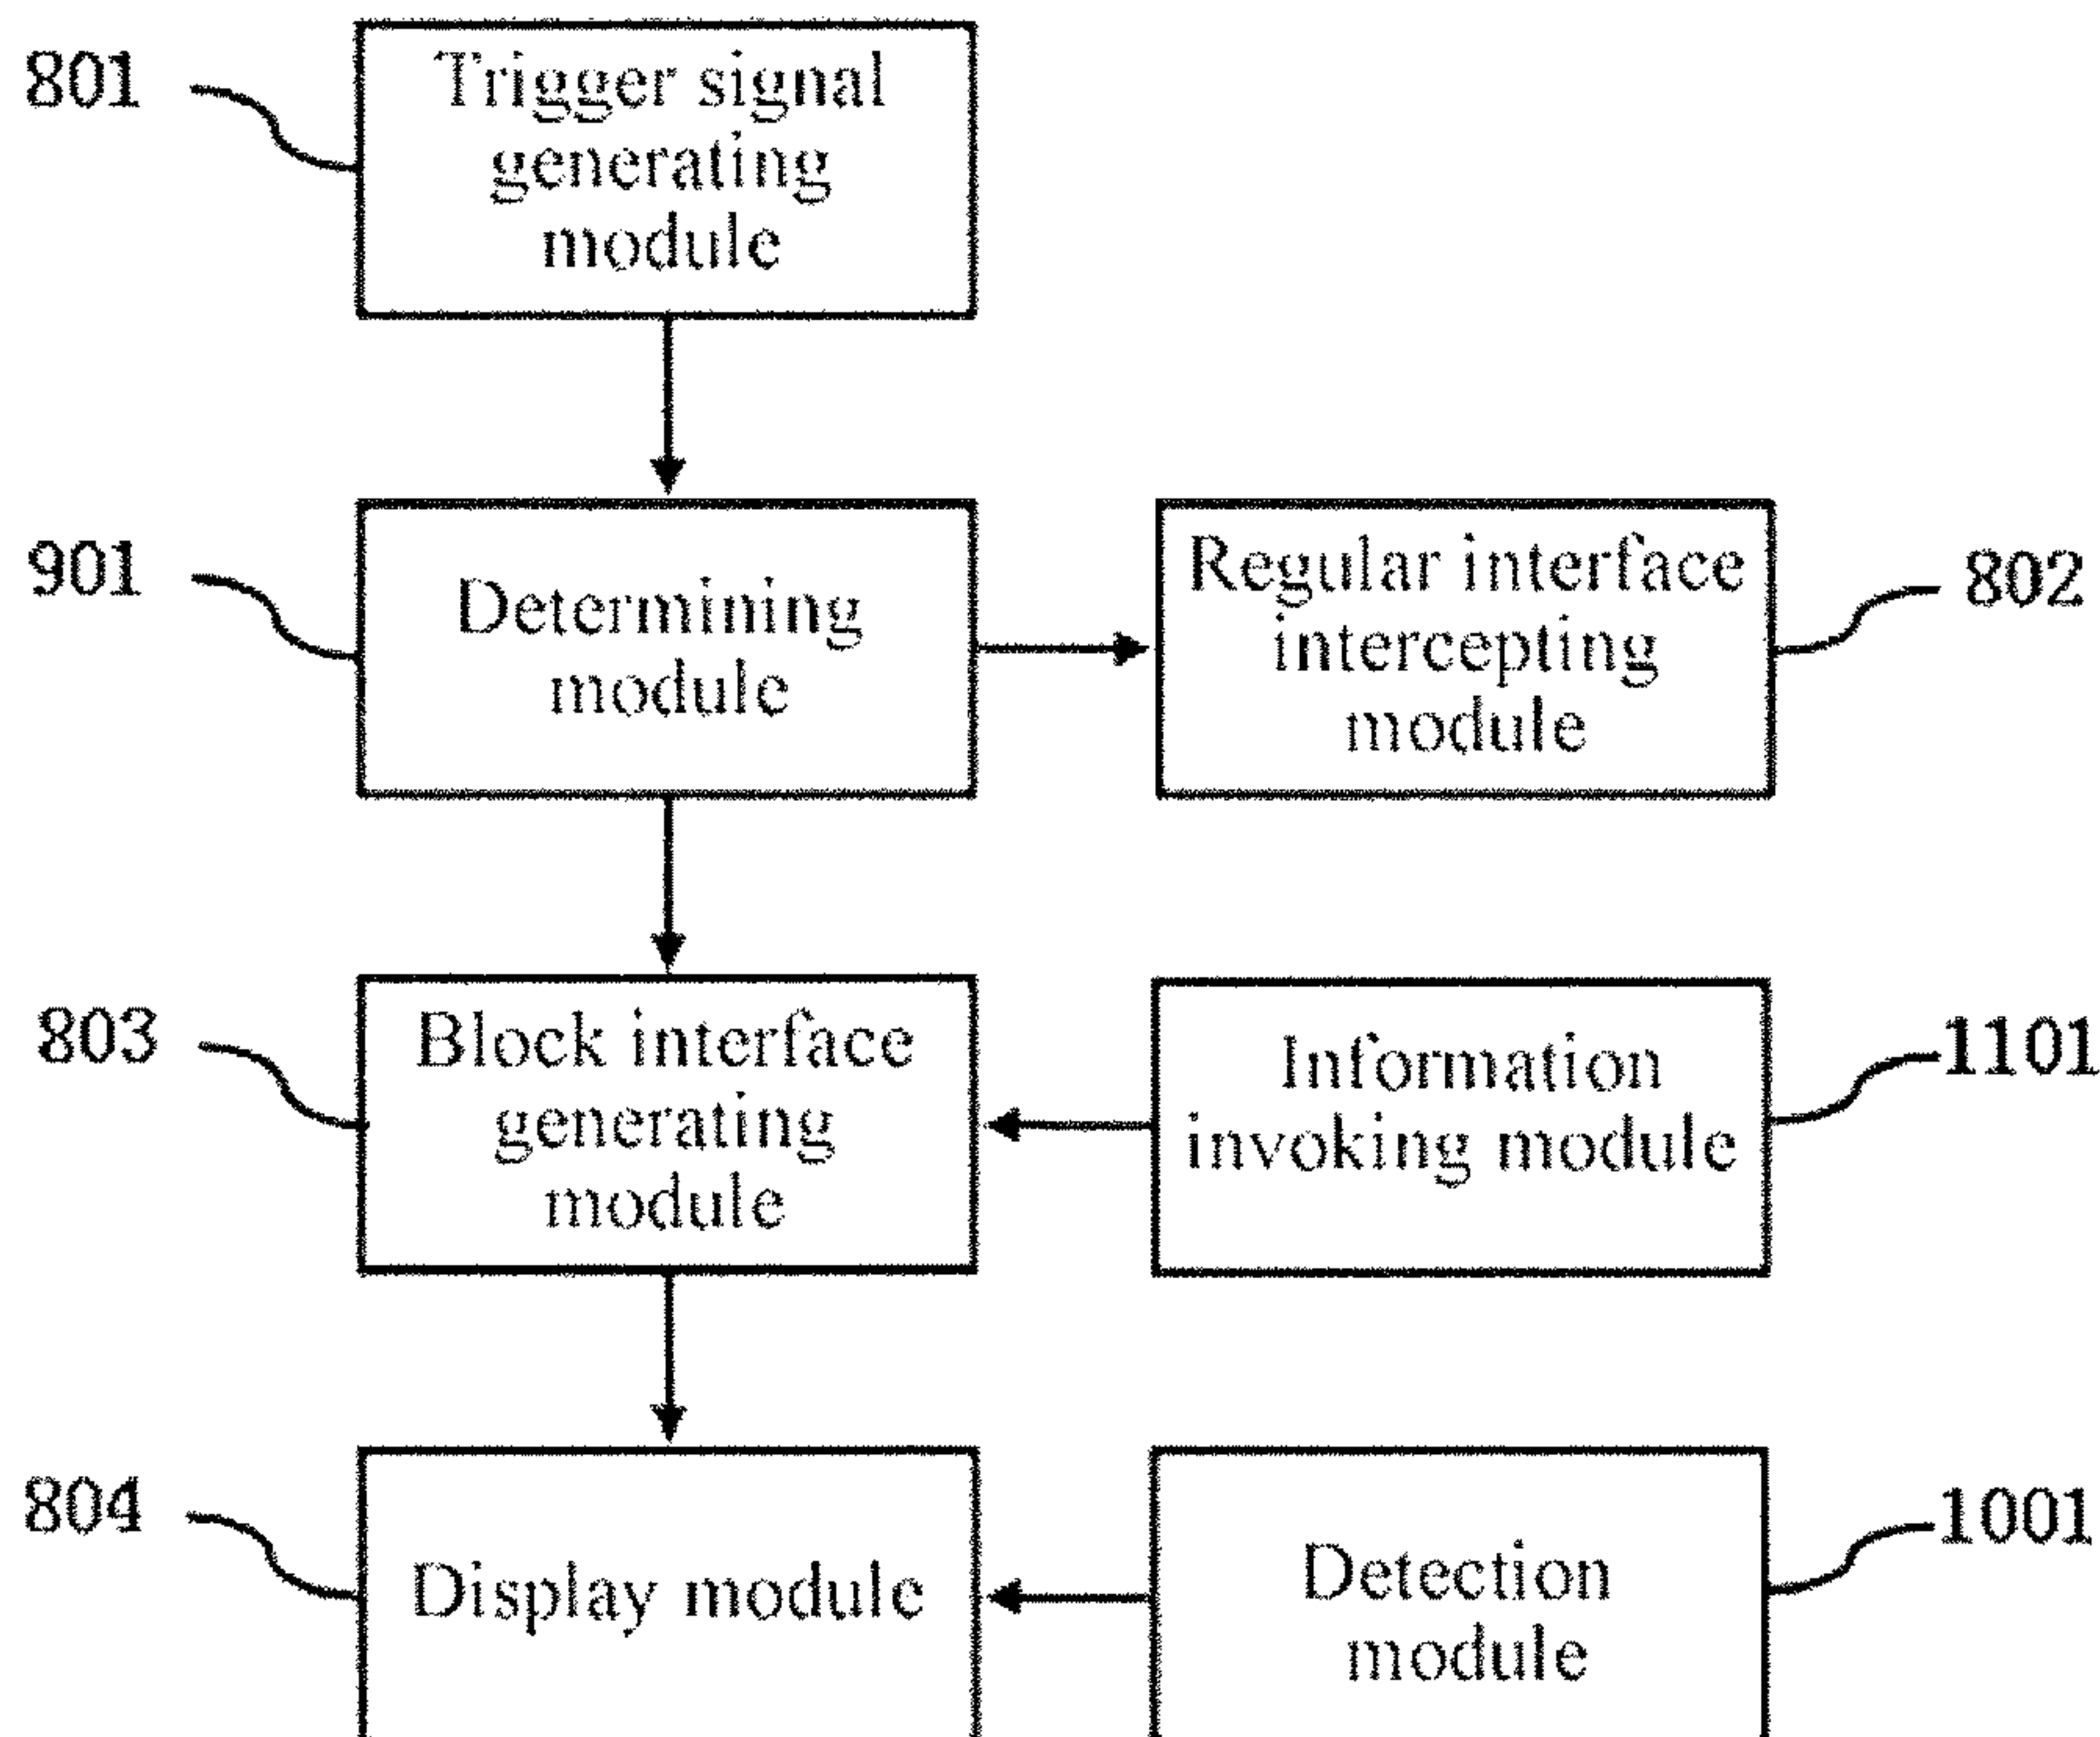 801
Trigger signal
generating
module
901
Determining
module
Regular interface
intercepting
module
802
803
Block interface
generating
module
Information
invoking module
1101
804
Display module
Detection
module
1001